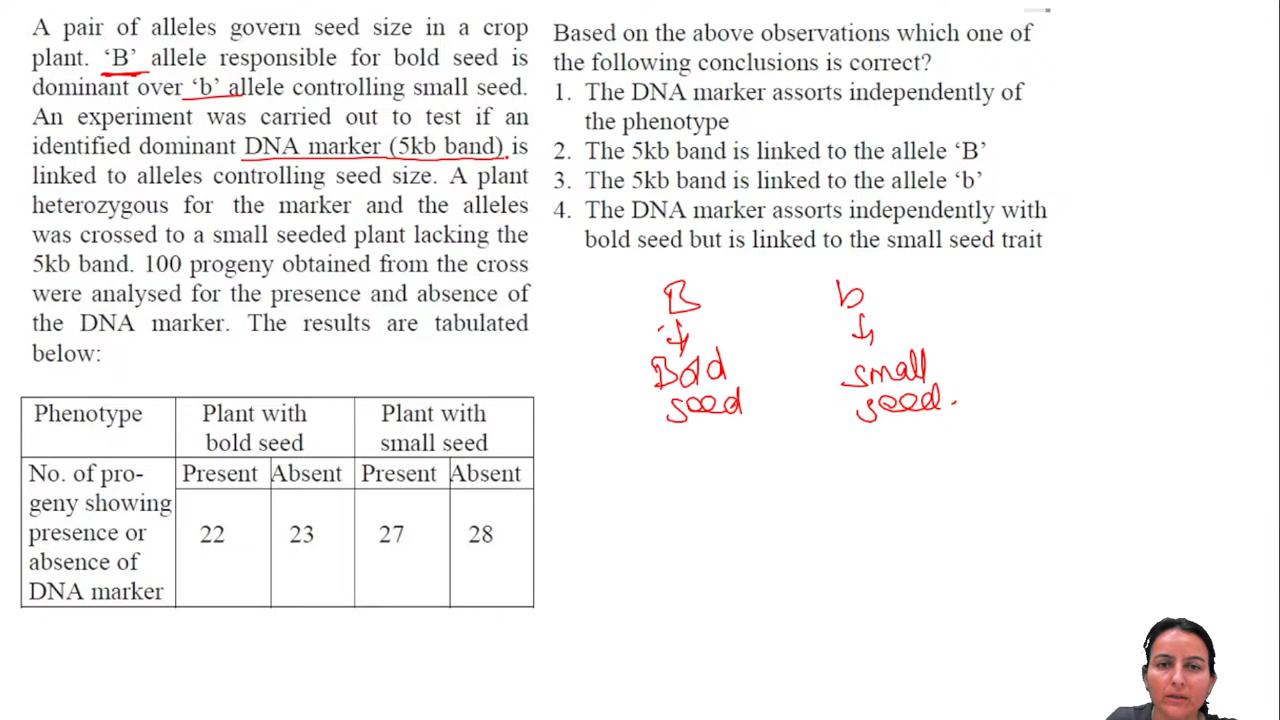 A pair of alleles govern seed size in a crop
plant. ‘B’ allele responsible for bold seed is
dominant over ‘b’ allele controlling small seed.
An experiment was carried out to test if an
identified dominant DNA marker (5kb band) is
linked to alleles controlling seed size. A plant
heterozygous for the marker and the alleles
was crossed to a small seeded plant lacking the
5kb band. 100 progeny obtained from the cross
were analysed for the presence and absence of
the DNA marker. The results are tabulated
below:
Phenotype Plant with bold seed Plant with small seed
No. of pro-
geny showing
presence or
absence of
DNA marker
Present Absent Present Absent
22 23 27 28
Based on the above observations which one of
the following conclusions is correct?
1. The DNA marker assorts independently of
the phenotype
2. The 5kb band is linked to the allele ‘B’
3. The 5kb band is linked to the allele ‘b’
4. The DNA marker assorts independently with
bold seed but is linked to the small seed trait
B b
Bold small
seed seed.